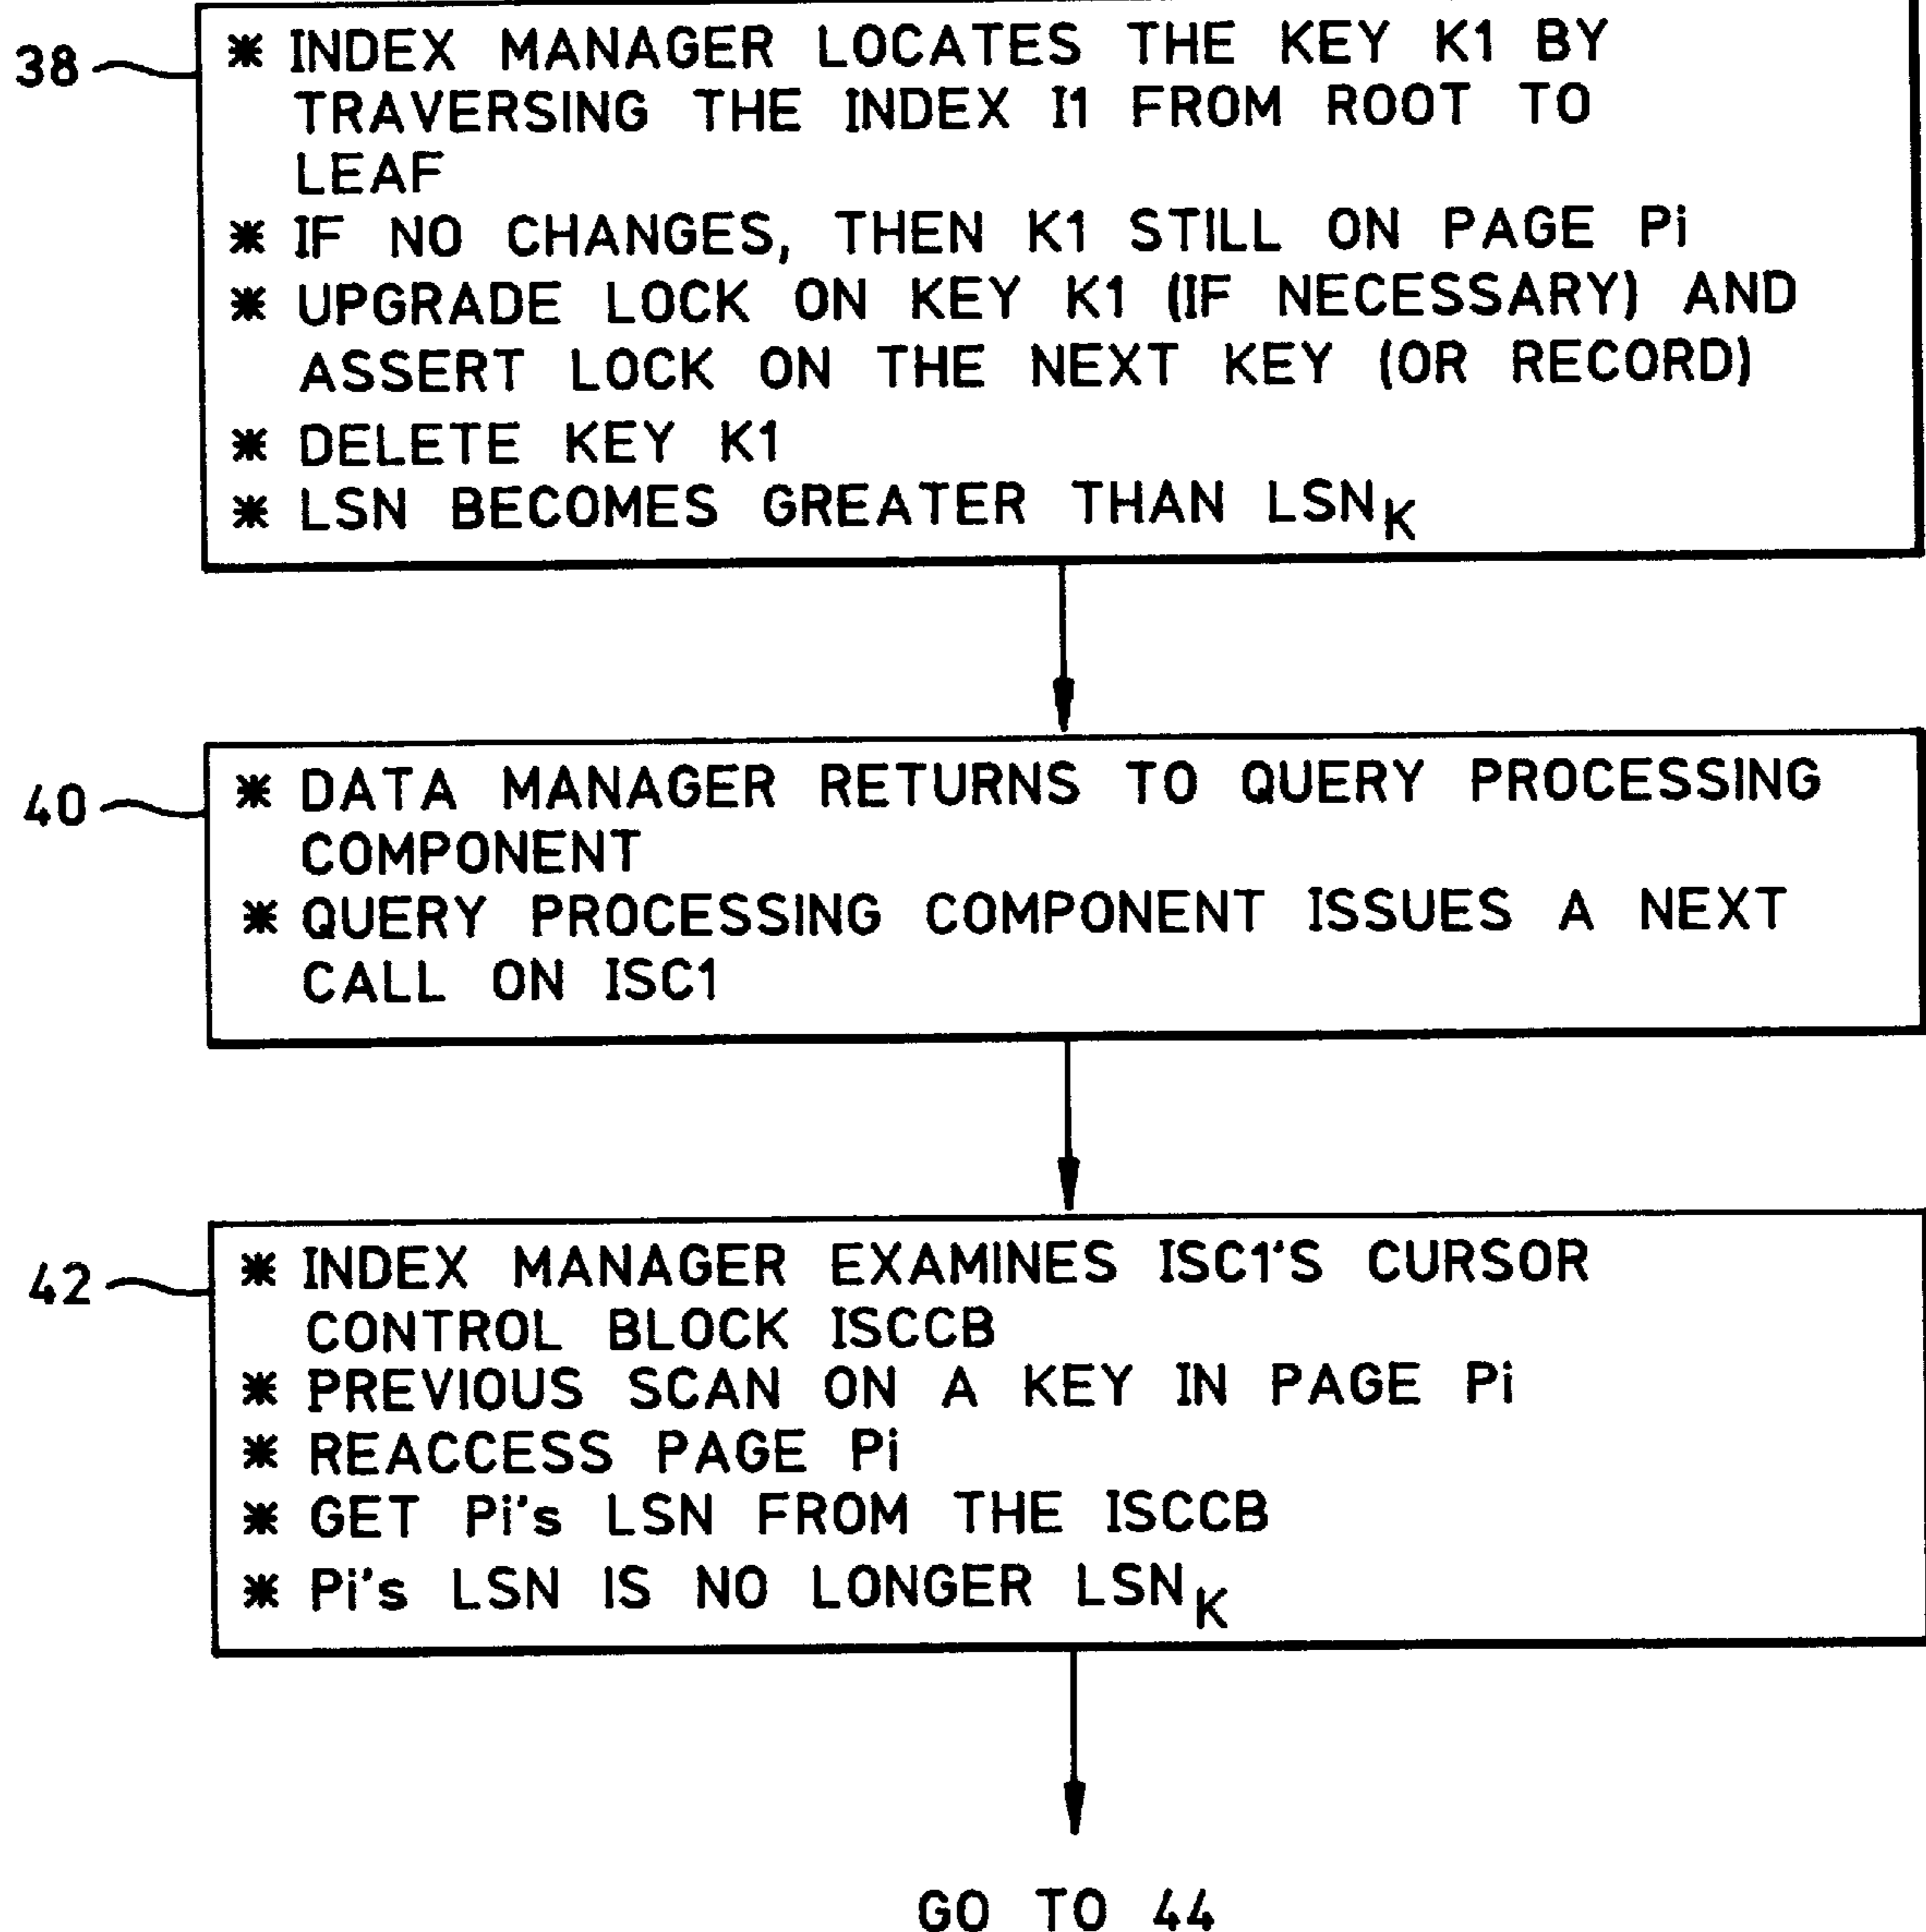 38
* INDEX MANAGER LOCATES THE KEY K1 BY
TRAVERSING THE INDEX I1 FROM ROOT TO
LEAF
* IF NO CHANGES, THEN K1 STILL ON PAGE Pi
* UPGRADE LOCK ON KEY K1 (IF NECESSARY) AND
ASSERT LOCK ON THE NEXT KEY (OR RECORD)
* DELETE KEY K1
* LSN BECOMES GREATER THAN LSNK
40
* DATA MANAGER RETURNS TO QUERY PROCESSING
COMPONENT
* QUERY PROCESSING COMPONENT ISSUES A NEXT
CALL ON ISC1
42
* INDEX MANAGER EXAMINES ISC1'S CURSOR
CONTROL BLOCK ISCCB
* PREVIOUS SCAN ON A KEY IN PAGE Pi
* REACCESS PAGE Pi
* GET Pi's LSN FROM THE ISCCB
* Pi's LSN IS NO LONGER LSNK
GO TO 44